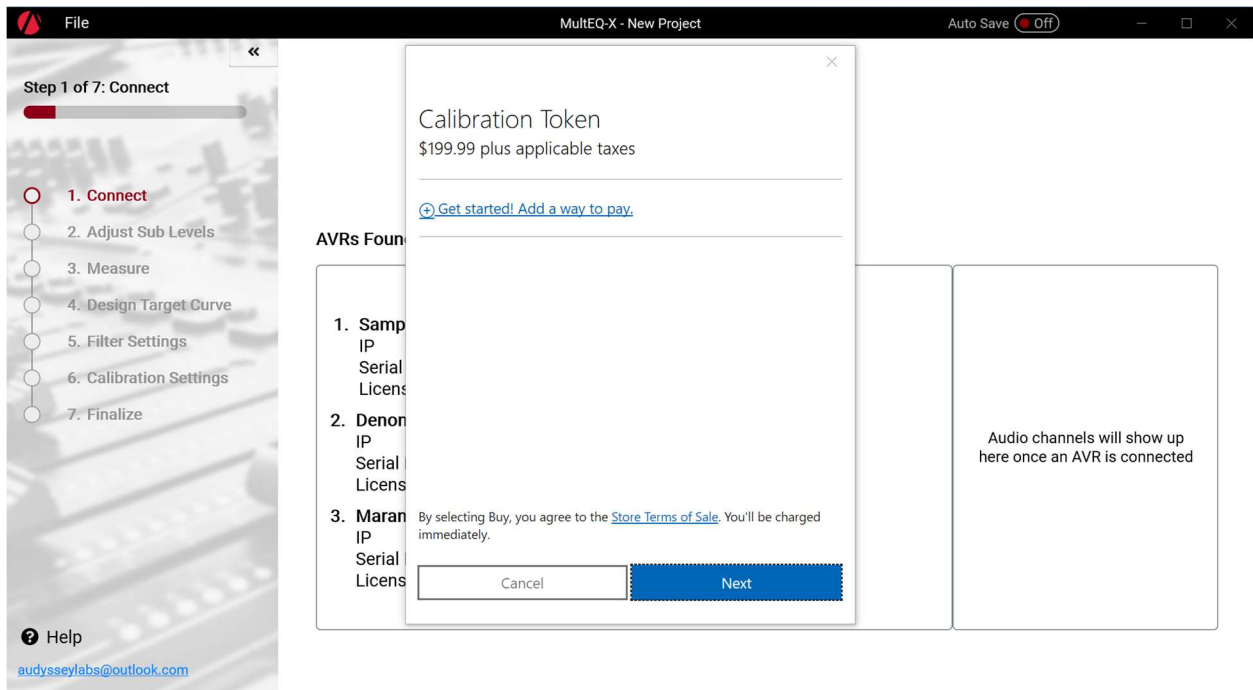 File
MultEQ-X - New Project
Auto Save
Off
Step 1 of 7: Connect
1. Connect
2. Adjust Sub Levels
3. Measure
4. Design Target Curve
5. Filter Settings
6. Calibration Settings
7. Finalize
Help
audysseylabs@outlook.com
AVRs Foun
1. Samp
IP
Serial
Licens
2. Denon
IP
Serial
Licens
3. Maran
IP
Serial
Licens
Calibration Token
$199.99 plus applicable taxes
Get started! Add a way to pay.
By selecting Buy, you agree to the Store Terms of Sale. You'll be charged
immediately.
Cancel
Next
Audio channels will show up
here once an AVR is connected